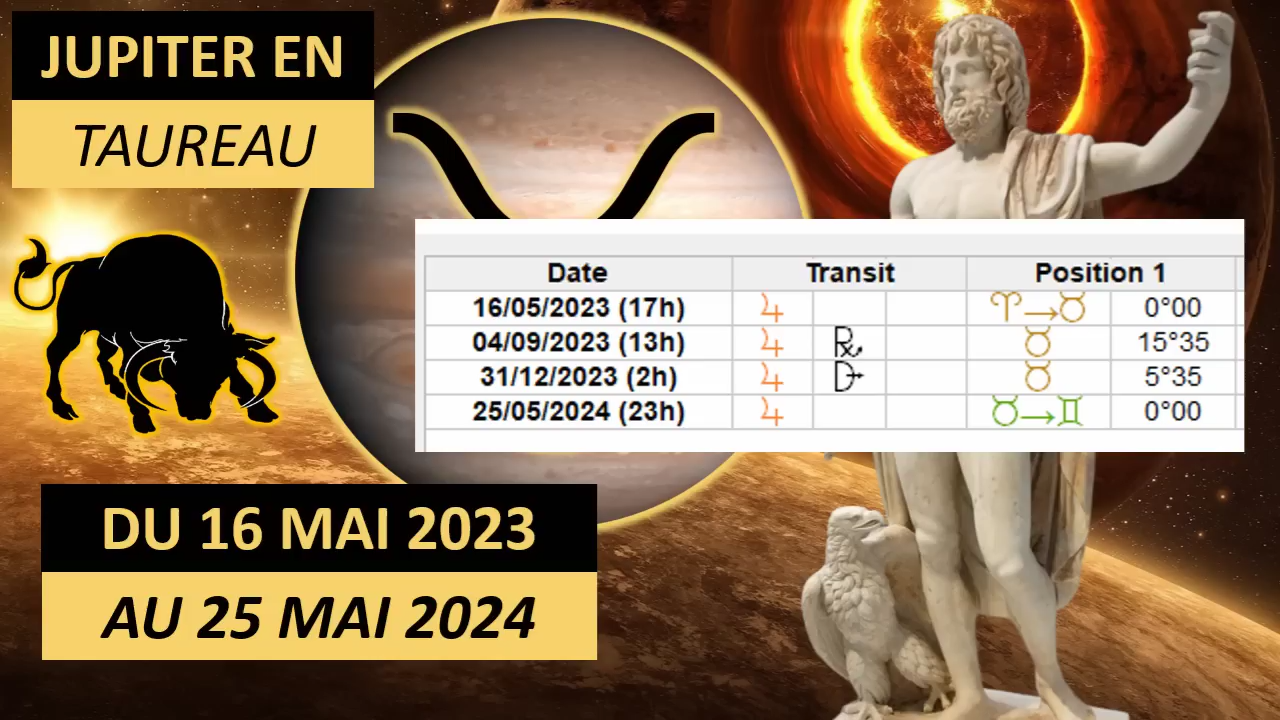 JUPITER EN
TAUREAU
Date Transit Position 1
16/05/2023 (17h) ♃ ♈→♉ 0°00
04/09/2023 (13h) ♃ ℞ ♉ 15°35
31/12/2023 (2h) ♃ D ♉ 5°35
25/05/2024 (23h) ♃ ♉→♊ 0°00
DU 16 MAI 2023
AU 25 MAI 2024